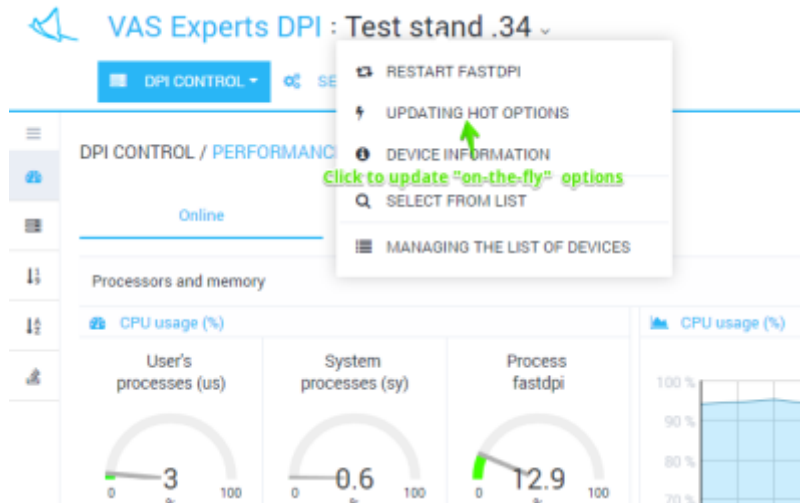 VAS Experts DPI : Test stand .34
DPI CONTROL
SE
RESTART FASTDPI
UPDATING HOT OPTIONS
DEVICE INFORMATION
Click to update "on-the-fly" options
SELECT FROM LIST
MANAGING THE LIST OF DEVICES
DPI CONTROL / PERFORMANC
Online
Processors and memory
CPU usage (%)
CPU usage (%)
User's
processes (us)
System
processes (sy)
Process
fastdpi
3
0 100
%
0.6
0 100
%
12.9
0 100
%
100 %
90 %
80 %
70 %